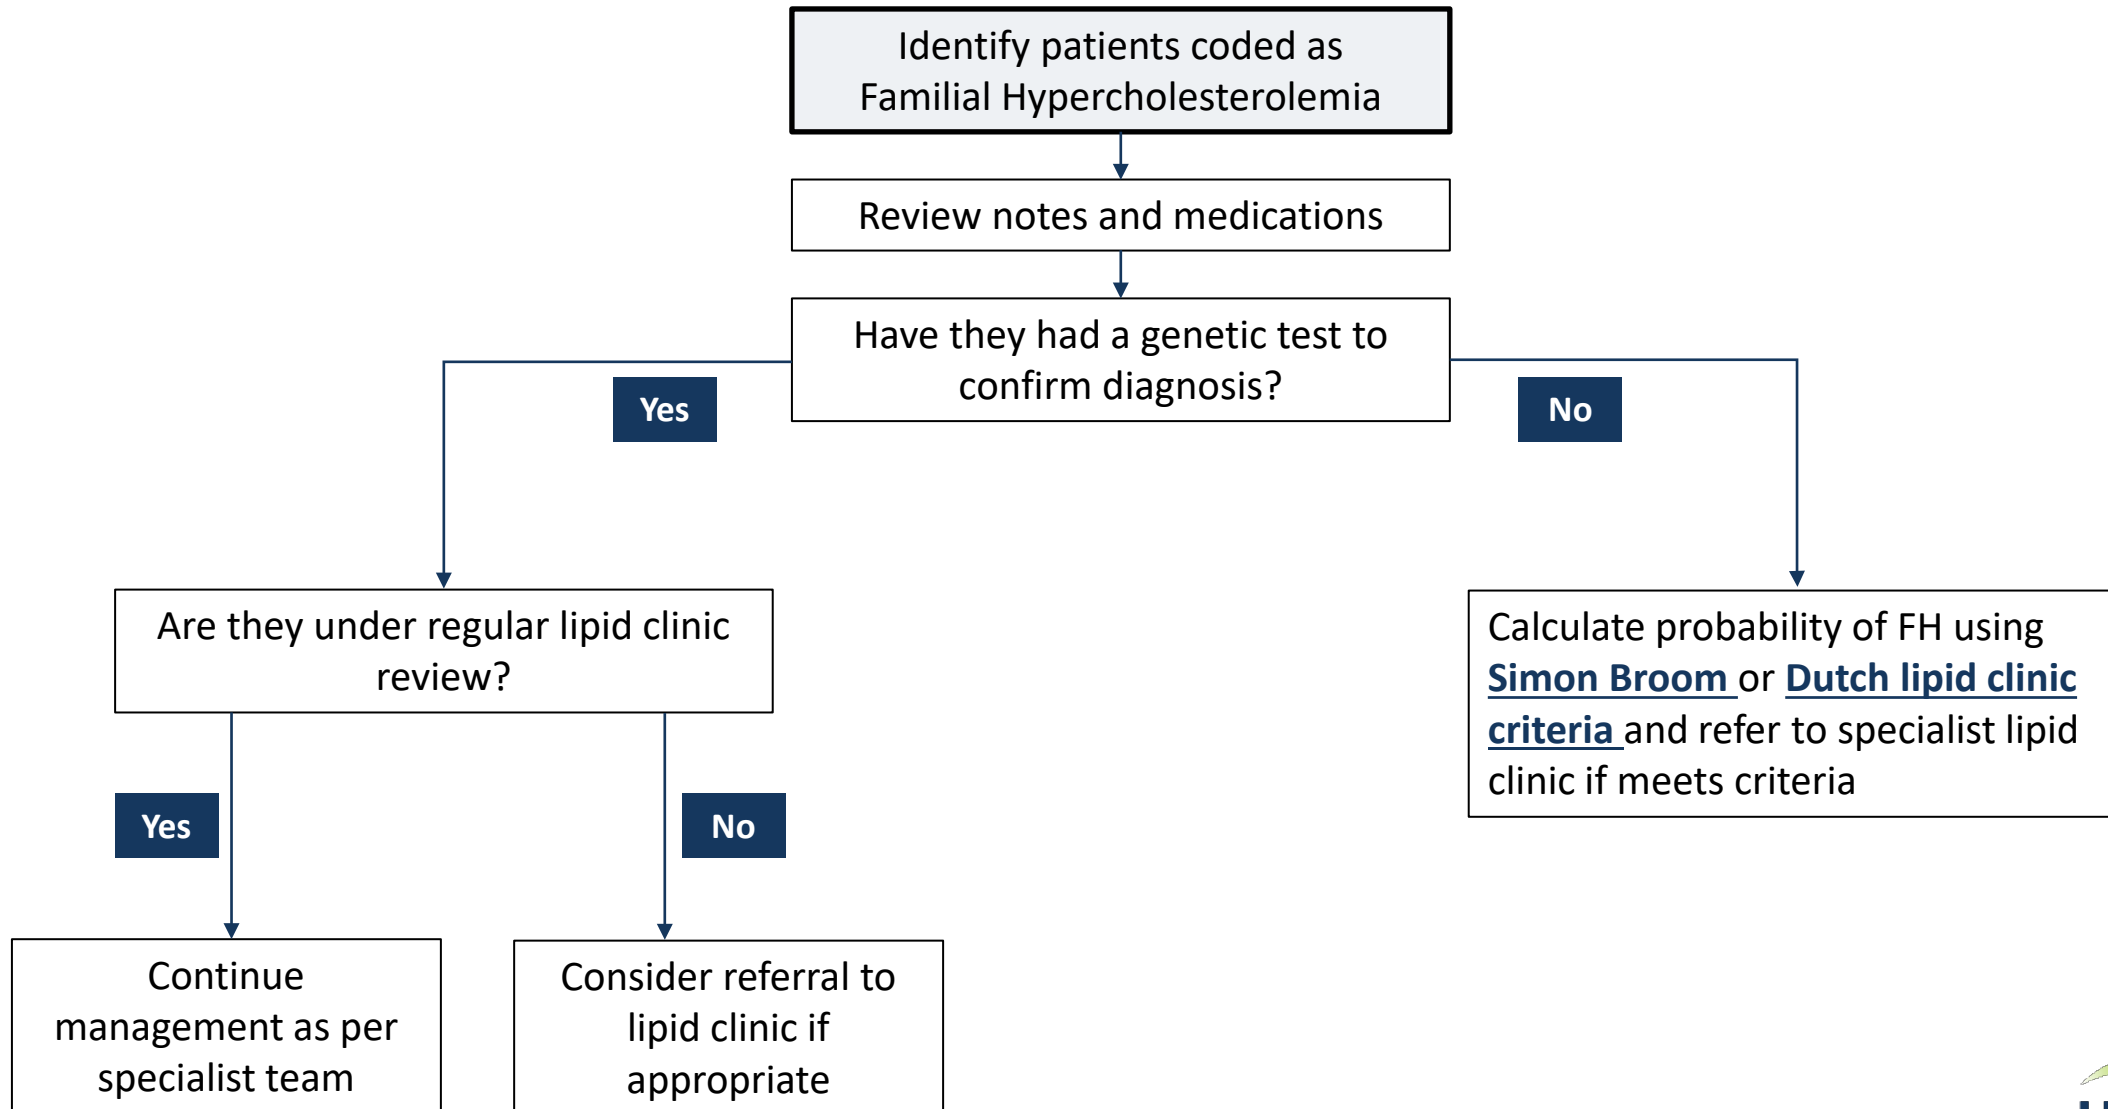 Identify patients coded as
Familial Hypercholesterolemia
Review notes and medications
Have they had a genetic test to
confirm diagnosis?
Yes
No
Are they under regular lipid clinic
review?
Calculate probability of FH using
Simon Broom or Dutch lipid clinic
criteria and refer to specialist lipid
clinic if meets criteria
Yes
No
Continue
management as per
specialist team
Consider referral to
lipid clinic if
appropriate